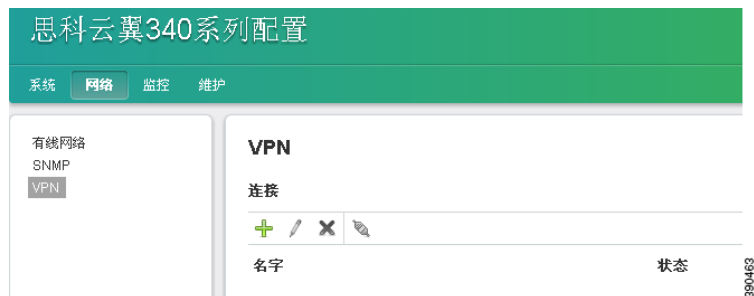 思科云翼340系列配置
系统 网络 监控 维护
有线网络
SNMP
VPN
VPN
连接
名字 状态
390463